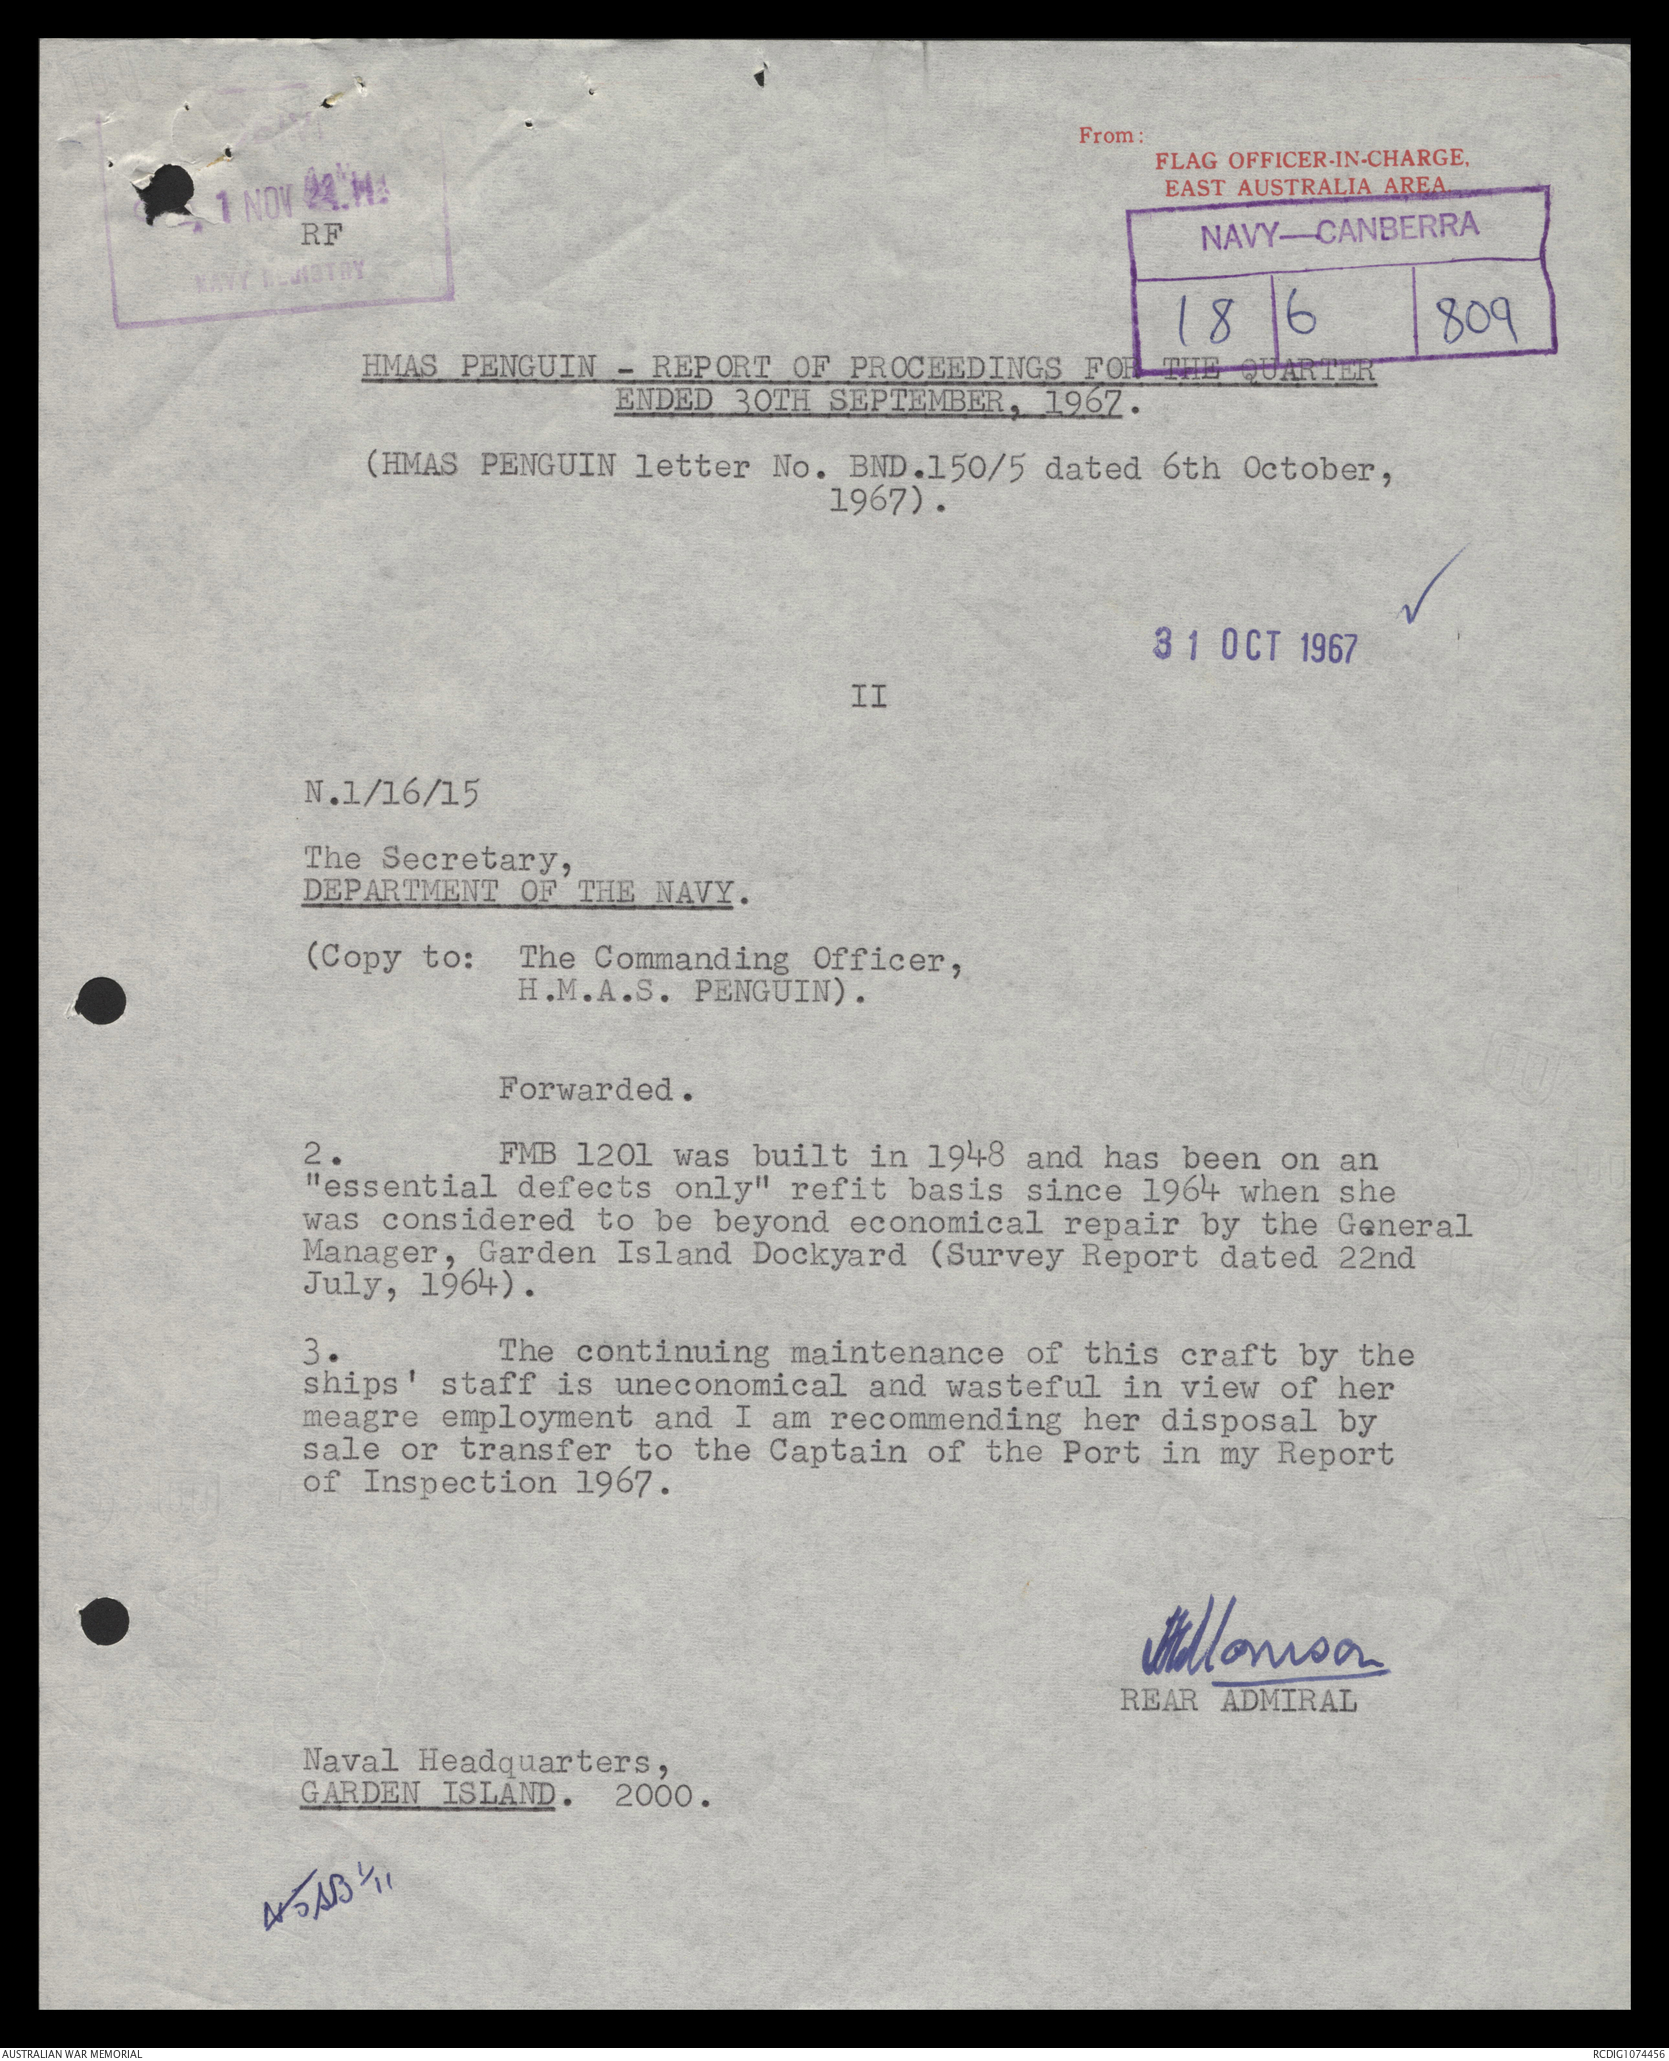 From:
FLAG OFFICER-IN-CHARGE,
EAST AUSTRALIA AREA.
1 NOV
RF
NAVY REGISTRY
NAVY—CANBERRA
18 6 809
HMAS PENGUIN - REPORT OF PROCEEDINGS FOR THE QUARTER
ENDED 30TH SEPTEMBER, 1967.
(HMAS PENGUIN letter No. BND.150/5 dated 6th October,
1967).
31 OCT 1967
II
N.1/16/15
The Secretary,
DEPARTMENT OF THE NAVY.
(Copy to: The Commanding Officer,
H.M.A.S. PENGUIN).
Forwarded.
2. FMB 1201 was built in 1948 and has been on an
"essential defects only" refit basis since 1964 when she
was considered to be beyond economical repair by the General
Manager, Garden Island Dockyard (Survey Report dated 22nd
July, 1964).
3. The continuing maintenance of this craft by the
ships' staff is uneconomical and wasteful in view of her
meagre employment and I am recommending her disposal by
sale or transfer to the Captain of the Port in my Report
of Inspection 1967.
REAR ADMIRAL
Naval Headquarters,
GARDEN ISLAND. 2000.
1/11
AUSTRALIAN WAR MEMORIAL
RCDIG1074456